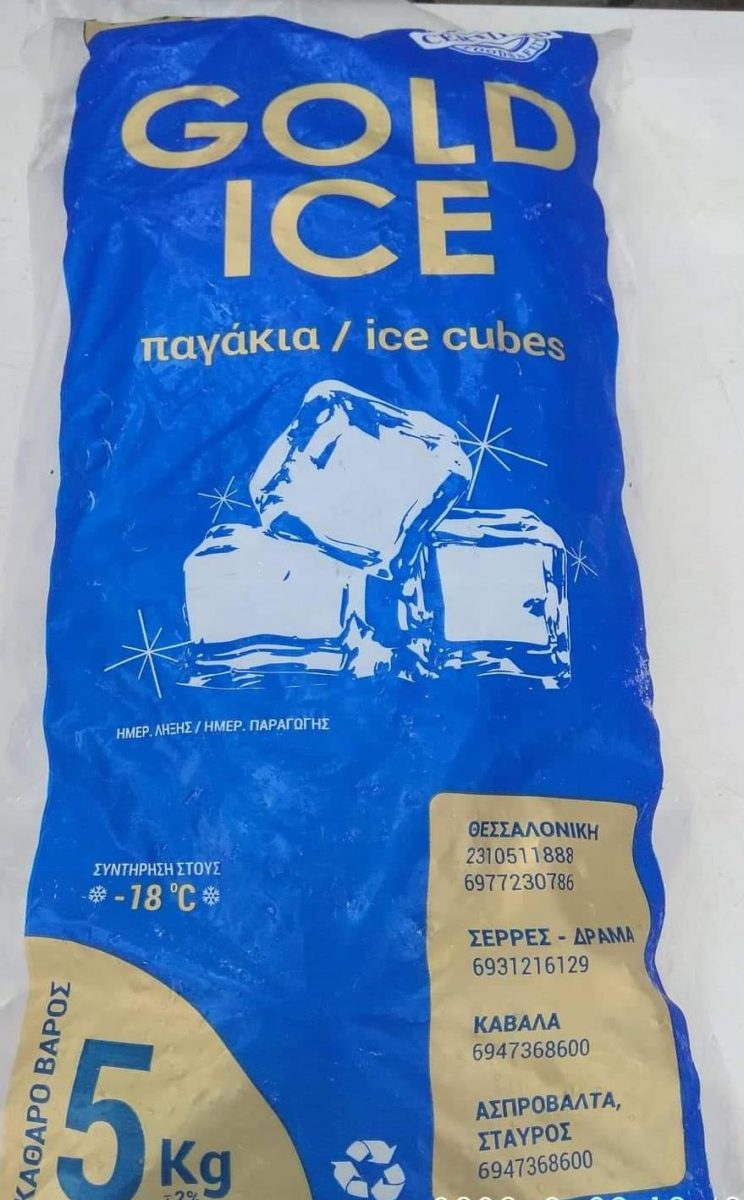 GOLD
ICE
παγάκια / ice cubes
ΗΜΕΡ. ΛΗΞΗΣ / ΗΜΕΡ. ΠΑΡΑΓΩΓΗΣ
ΣΥΝΤΗΡΗΣΗ ΣΤΟΥΣ
-18 °C
ΚΑΘΑΡΟ ΒΑΡΟΣ
5 Kg
ΘΕΣΣΑΛΟΝΙΚΗ
2310511888
6977230786
ΣΕΡΡΕΣ - ΔΡΑΜΑ
6931216129
ΚΑΒΑΛΑ
6947368600
ΑΣΠΡΟΒΑΛΤΑ,
ΣΤΑΥΡΟΣ
6947368600